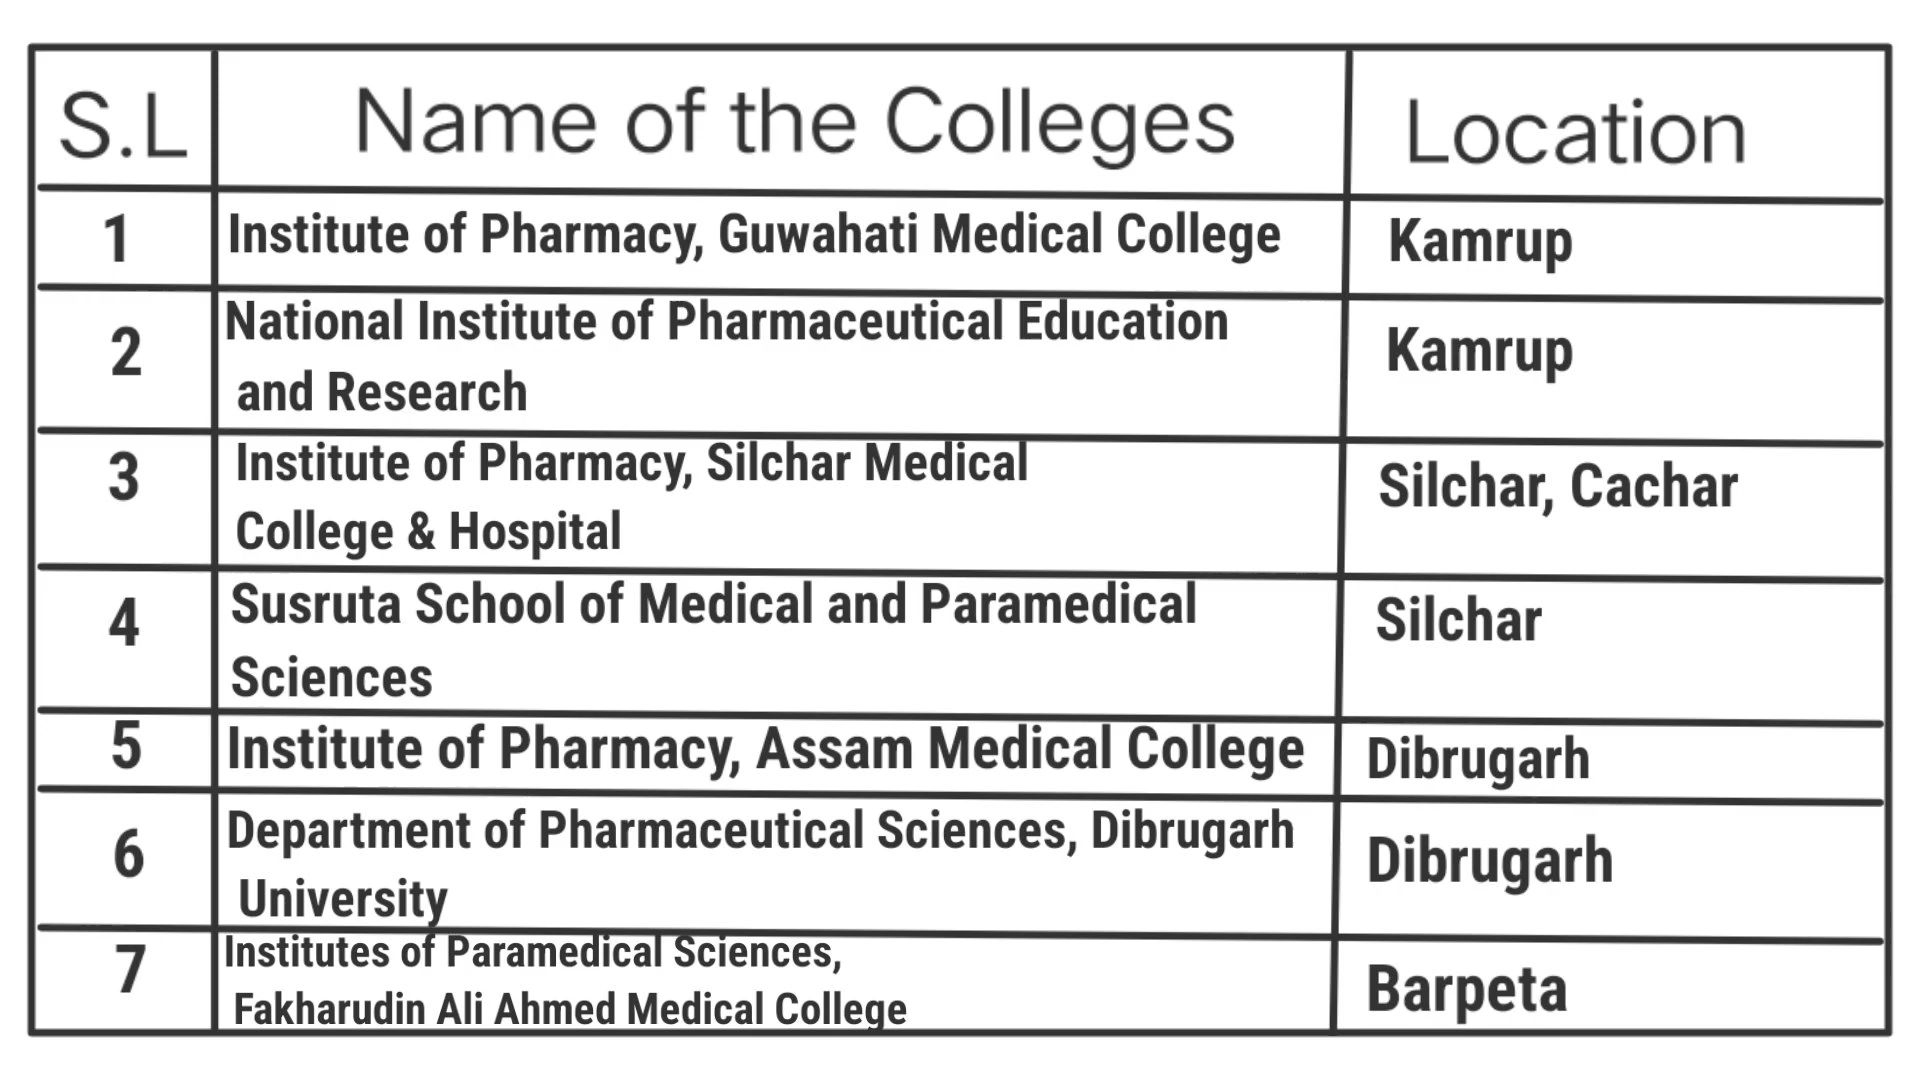 S.L Name of the Colleges Location
1 Institute of Pharmacy, Guwahati Medical College Kamrup
2 National Institute of Pharmaceutical Education Kamrup
and Research
3 Institute of Pharmacy, Silchar Medical Silchar, Cachar
College & Hospital
4 Susruta School of Medical and Paramedical Silchar
Sciences
5 Institute of Pharmacy, Assam Medical College Dibrugarh
6 Department of Pharmaceutical Sciences, Dibrugarh Dibrugarh
University
7 Institutes of Paramedical Sciences, Barpeta
Fakharudin Ali Ahmed Medical College